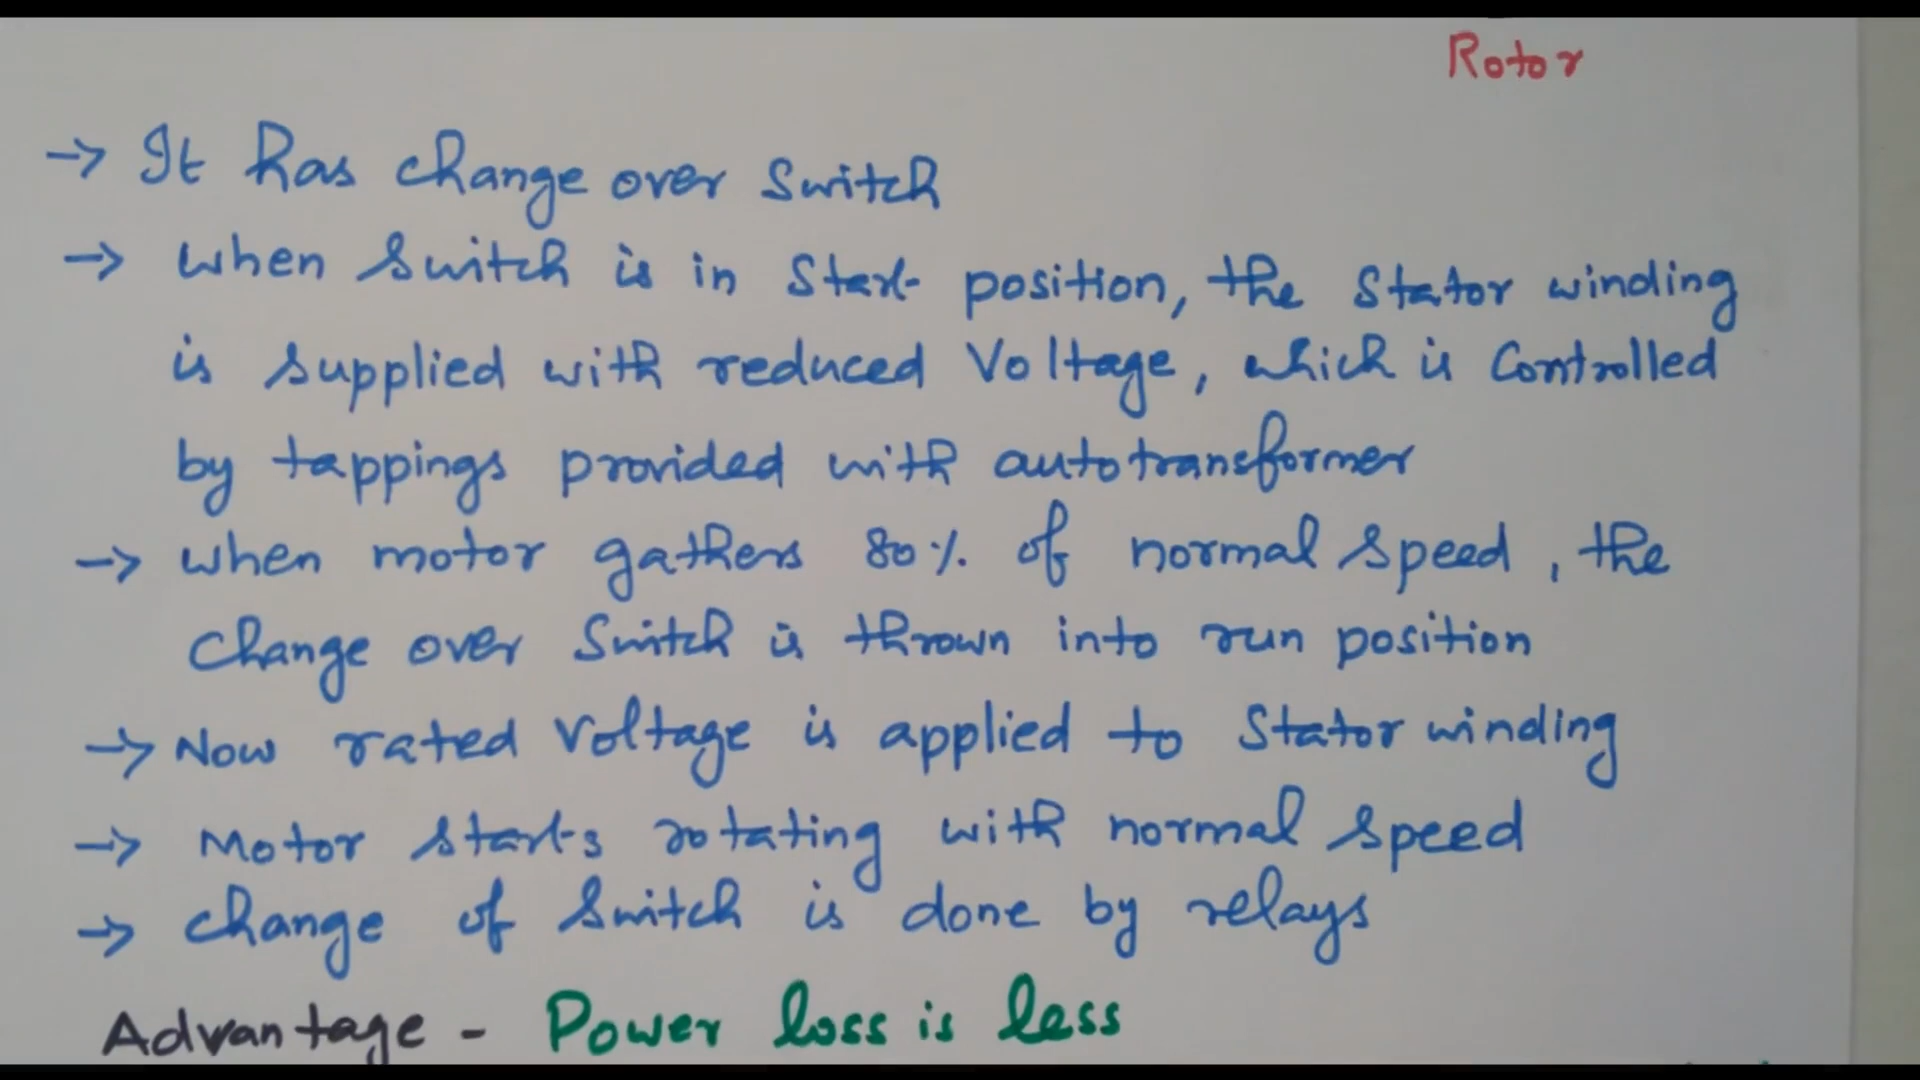 Rotor
→ It has change over switch
→ when switch is in start position, the stator winding
is supplied with reduced voltage, which is controlled
by tappings provided with autotransformer
→ when motor gathers 80% of normal speed, the
change over switch is thrown into run position
→ Now rated voltage is applied to stator winding
→ Motor starts rotating with normal speed
→ change of switch is done by relays
Advantage - Power loss is less